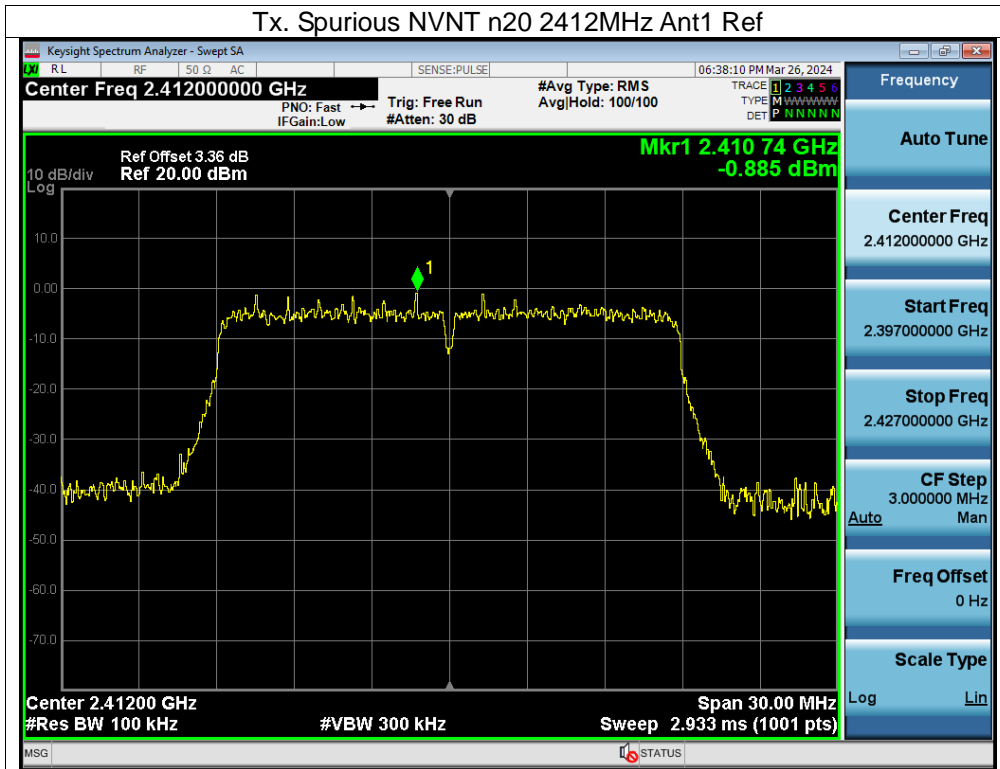 Tx. Spurious NVNT n20 2412MHz Ant1 Ref
Keysight Spectrum Analyzer - Swept SA
LXI RL RF 50 Ω AC SENSE:PULSE 06:38:10 PM Mar 26, 2024
Center Freq 2.412000000 GHz #Avg Type: RMS TRACE 1 2 3 4 5 6
PNO: Fast Trig: Free Run Avg|Hold: 100/100 TYPE M WWWWW
IFGain:Low #Atten: 30 dB DET P N N N N N
Mkr1 2.410 74 GHz
-0.885 dBm
Ref Offset 3.36 dB
10 dB/div Ref 20.00 dBm
Log
10.0
1
0.00
-10.0
-20.0
-30.0
-40.0
-50.0
-60.0
-70.0
Center 2.41200 GHz Span 30.00 MHz
#Res BW 100 kHz #VBW 300 kHz Sweep 2.933 ms (1001 pts)
MSG STATUS
Frequency
Auto Tune
Center Freq
2.412000000 GHz
Start Freq
2.397000000 GHz
Stop Freq
2.427000000 GHz
CF Step
3.000000 MHz
Auto Man
Freq Offset
0 Hz
Scale Type
Log Lin